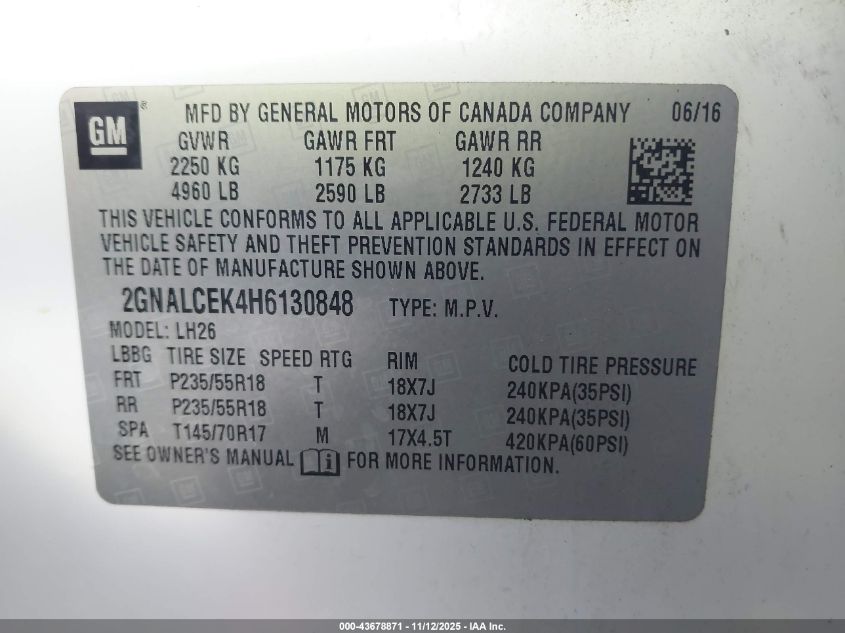 GM ® MFD BY GENERAL MOTORS OF CANADA COMPANY 06/16
GVWR GAWR FRT GAWR RR
2250 KG 1175 KG 1240 KG
4960 LB 2590 LB 2733 LB
THIS VEHICLE CONFORMS TO ALL APPLICABLE U.S. FEDERAL MOTOR
VEHICLE SAFETY AND THEFT PREVENTION STANDARDS IN EFFECT ON
THE DATE OF MANUFACTURE SHOWN ABOVE.
2GNALCEK4H6130848 TYPE: M.P.V.
MODEL: LH26
LBBG TIRE SIZE SPEED RTG RIM COLD TIRE PRESSURE
FRT P235/55R18 T 18X7J 240KPA(35PSI)
RR P235/55R18 T 18X7J 240KPA(35PSI)
SPA T145/70R17 M 17X4.5T 420KPA(60PSI)
SEE OWNER'S MANUAL i FOR MORE INFORMATION.
000-43678871 - 11/12/2025 - IAA Inc.